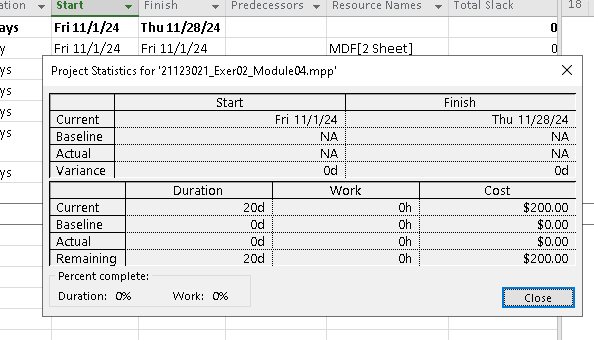 ation Start Finish Predecessors Resource Names Total Slack 18
ays Fri 11/1/24 Thu 11/28/24 0
y Fri 11/1/24 Fri 11/1/24 MDF[2 Sheet] 0
ys
ys
ys
ys
ys
Project Statistics for '21123021_Exer02_Module04.mpp'
Start Finish
Current Fri 11/1/24 Thu 11/28/24
Baseline NA NA
Actual NA NA
Variance 0d 0d
Duration Work Cost
Current 20d 0h $200.00
Baseline 0d 0h $0.00
Actual 0d 0h $0.00
Remaining 20d 0h $200.00
Percent complete:
Duration: 0% Work: 0%
Close